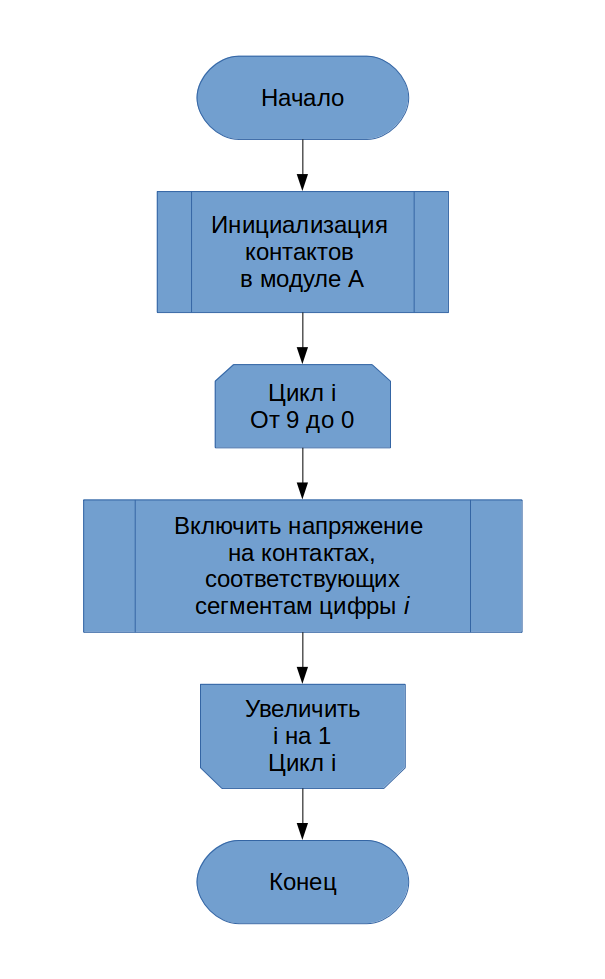 Начало
Инициализация
контактов
в модуле А
Цикл i
От 9 до 0
Включить напряжение
на контактах,
соответствующих
сегментам цифры i
Увеличить
i на 1
Цикл i
Конец